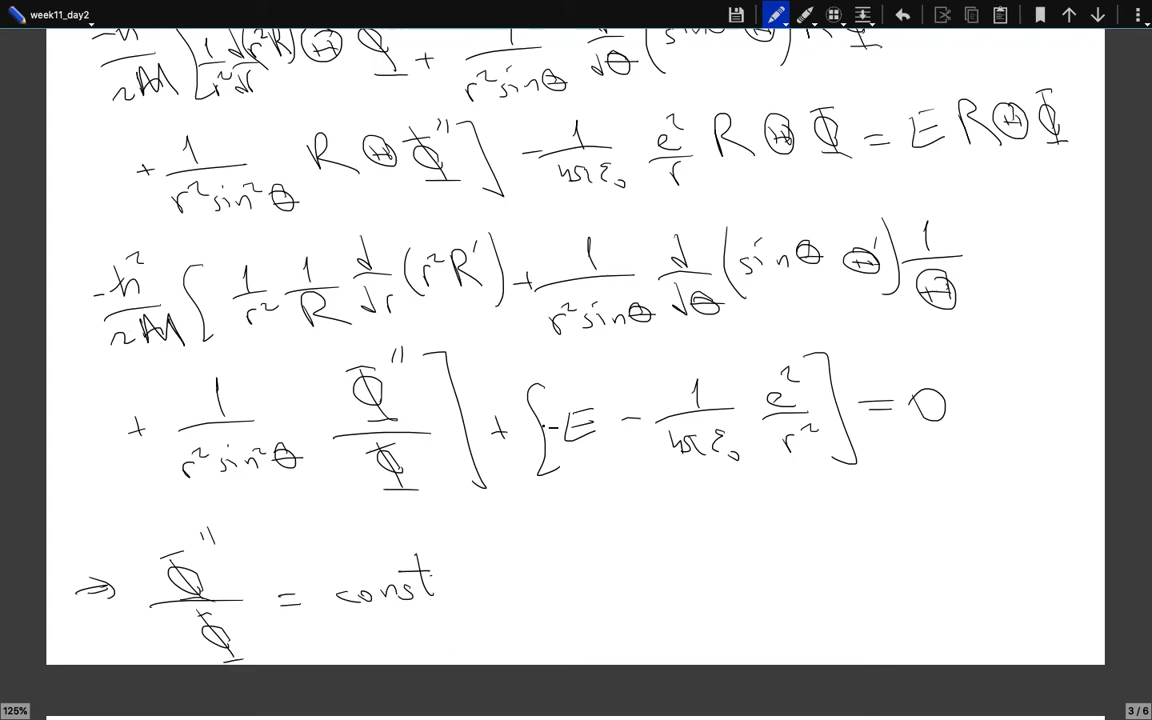 week11_day2
-ħ²/2M [ 1/r² d/dr (r²R') Θ Φ + 1/(r² sinθ) d/dθ (sinθ Θ') R Φ
+ 1/(r² sin²θ) R Θ Φ'' ] - 1/(4πε₀) e²/r R Θ Φ = E R Θ Φ
-ħ²/2M [ 1/r² 1/R d/dr (r²R') + 1/(r² sinθ) d/dθ (sinθ Θ') 1/Θ
+ 1/(r² sin²θ) Φ''/Φ ] + [ -E - 1/(4πε₀) e²/r² ] = 0
⇒ Φ''/Φ = const
125%
3 / 6